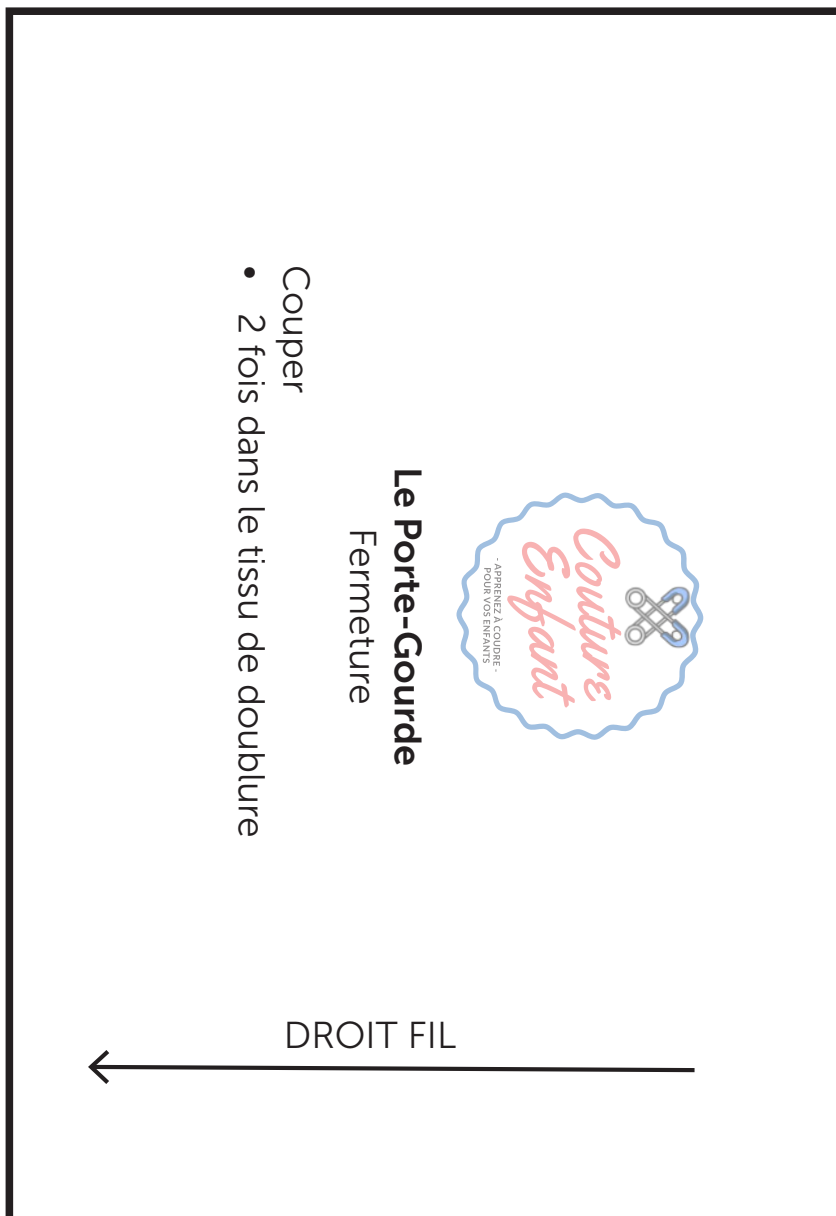 Couture
Enfant
- APPRENEZ À COUDRE -
POUR VOS ENFANTS
Le Porte-Gourde
Fermeture
Couper
• 2 fois dans le tissu de doublure
DROIT FIL